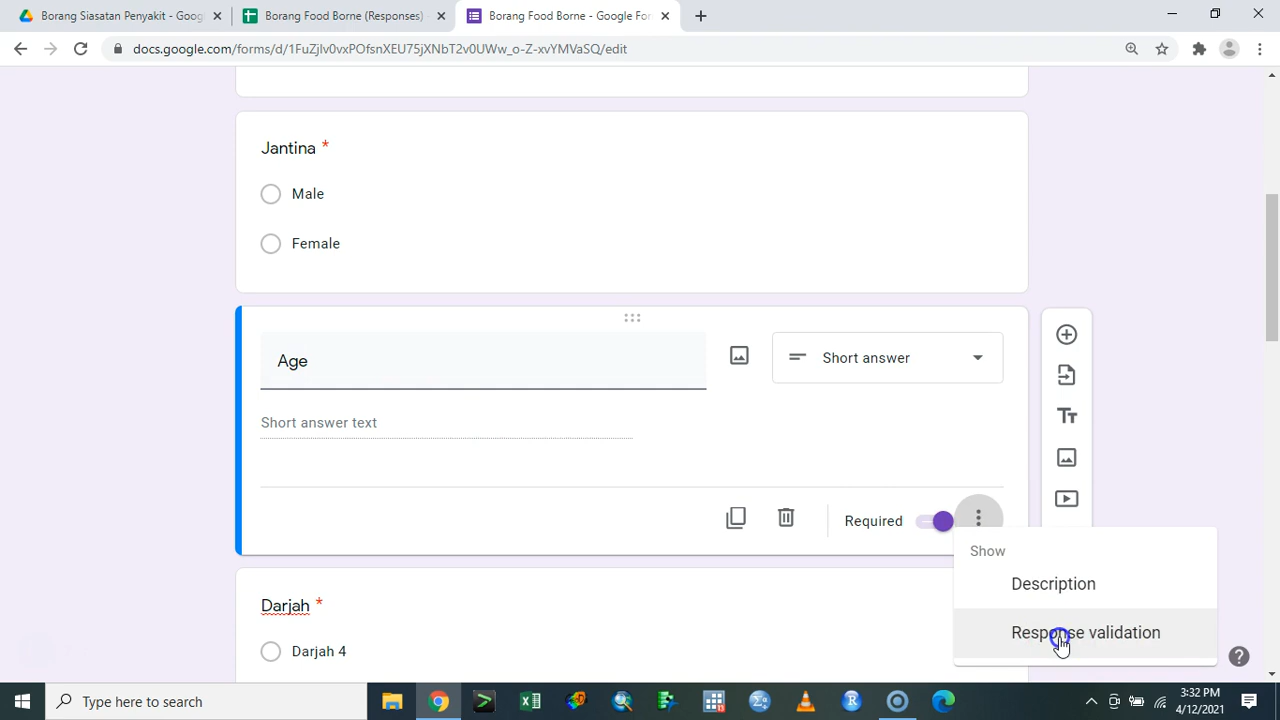 Borang Siasatan Penyakit - Goo
Borang Food Borne (Responses) -
Borang Food Borne - Google For
docs.google.com/forms/d/1FuZjlv0vxPOfsnXEU75jXNbT2v0UWw_o-Z-xvYMVaSQ/edit
Jantina *
Male
Female
Age
Short answer
Short answer text
Required
Show
Description
Response validation
Darjah *
Darjah 4
Type here to search
3:32 PM
4/12/2021